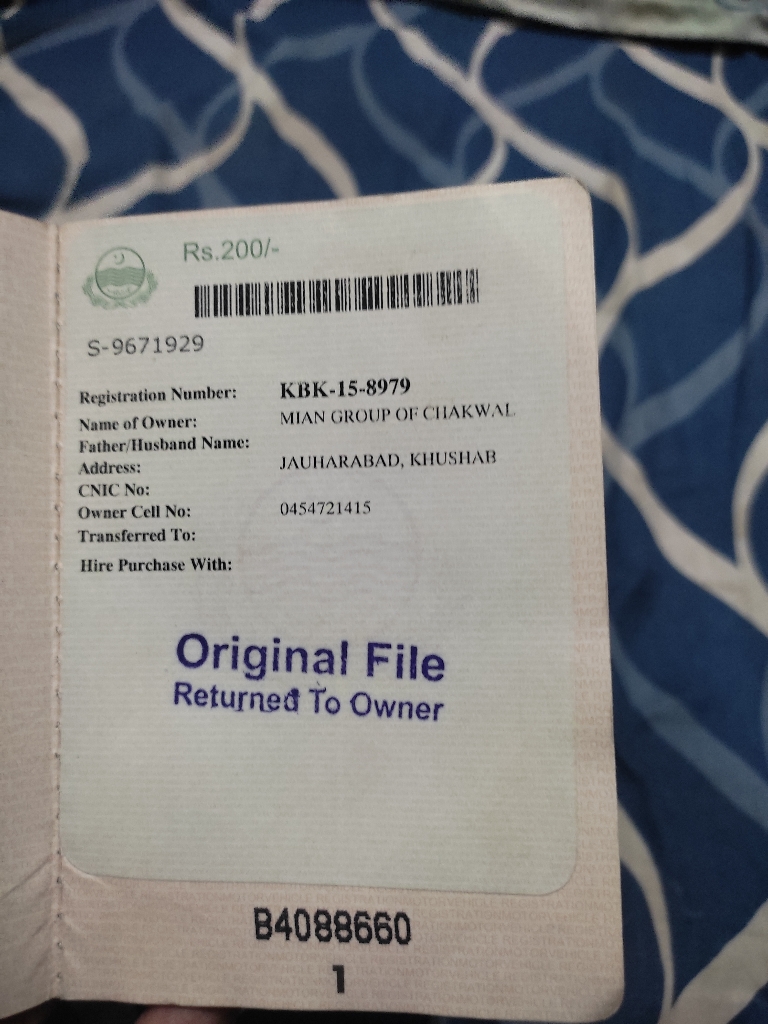 Rs.200/-
S-9671929
Registration Number: KBK-15-8979
Name of Owner: MIAN GROUP OF CHAKWAL
Father/Husband Name:
Address: JAUHARABAD, KHUSHAB
CNIC No:
Owner Cell No: 0454721415
Transferred To:
Hire Purchase With:
Original File
Returned To Owner
B4088660
1